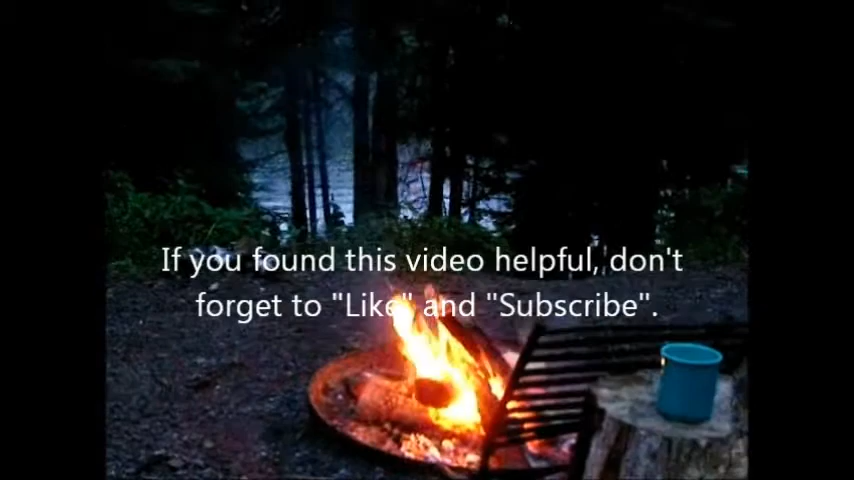 If you found this video helpful, don't
forget to "Like" and "Subscribe".